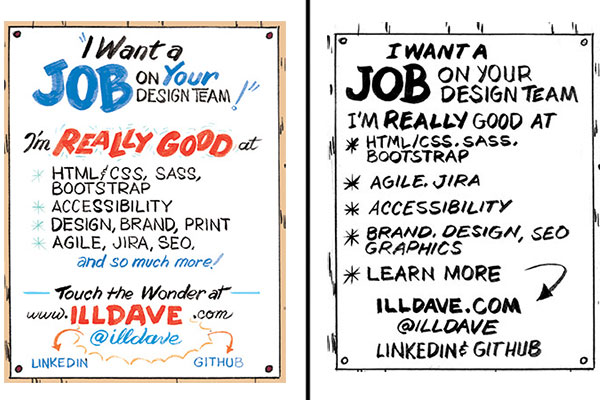 "I Want a
JOB ON Your
DESIGN TEAM!"
I'm REALLY GOOD at
* HTML & CSS, SASS,
BOOTSTRAP
* ACCESSIBILITY
* DESIGN, BRAND, PRINT
* AGILE, JIRA, SEO,
and so much more!
Touch the Wonder at
www.ILLDAVE.com
@illdave
LINKEDIN GITHUB
I WANT A
JOB ON YOUR
DESIGN TEAM
I'M REALLY GOOD AT
* HTML/CSS. SASS.
BOOTSTRAP
* AGILE. JIRA
* ACCESSIBILITY
* BRAND, DESIGN, SEO
GRAPHICS
* LEARN MORE
ILLDAVE.COM
@ILLDAVE
LINKEDIN & GITHUB